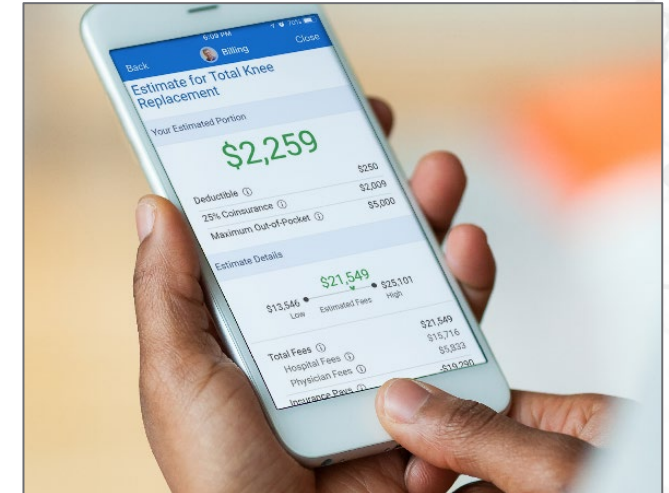 6:09 PM 70%
Back Billing Close
Estimate for Total Knee
Replacement
Your Estimated Portion
$2,259
Deductible $250
25% Coinsurance $2,009
Maximum Out-of-Pocket $5,000
Estimate Details
$21,549
$13,546 $25,101
Low Estimated Fees High
Total Fees $21,549
Hospital Fees $15,716
Physician Fees $5,833
Insurance Pays -$19,290